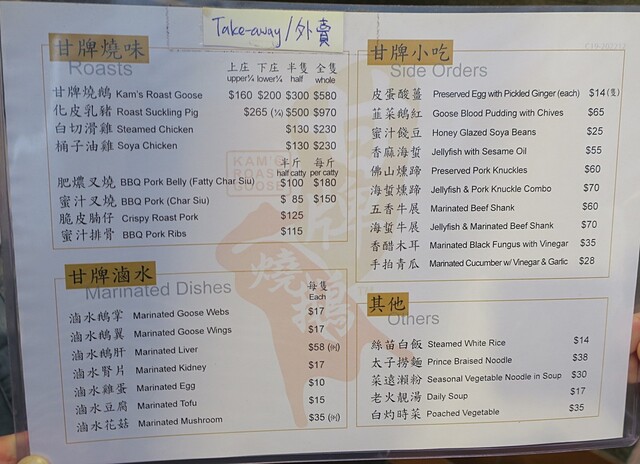 Take-away/外賣
甘牌燒味
Roasts
上庄 下庄 半隻 全隻
upper¼ lower¼ half whole
甘牌燒鵝 Kam's Roast Goose $160 $200 $300 $580
化皮乳豬 Roast Suckling Pig $265 (¼) $500 $970
白切滑雞 Steamed Chicken $130 $230
桶子油雞 Soya Chicken $130 $230
半斤 每斤
half catty per catty
肥燶叉燒 BBQ Pork Belly (Fatty Char Siu) $100 $180
蜜汁叉燒 BBQ Pork (Char Siu) $ 85 $150
脆皮腩仔 Crispy Roast Pork $125
蜜汁排骨 BBQ Pork Ribs $115
KAM'S
ROAST
GOOSE
甘牌滷水
Marinated Dishes
每隻
Each
滷水鵝掌 Marinated Goose Webs $17
滷水鵝翼 Marinated Goose Wings $17
滷水鵝肝 Marinated Liver $58 (例)
滷水腎片 Marinated Kidney $17
滷水雞蛋 Marinated Egg $10
滷水豆腐 Marinated Tofu $15
滷水花菇 Marinated Mushroom $35 (例)
甘牌小吃
Side Orders
皮蛋酸薑 Preserved Egg with Pickled Ginger (each) $14 (隻)
韮菜鵝紅 Goose Blood Pudding with Chives $65
蜜汁餞豆 Honey Glazed Soya Beans $25
香麻海蜇 Jellyfish with Sesame Oil $55
佛山燻蹄 Preserved Pork Knuckles $60
海蜇燻蹄 Jellyfish & Pork Knuckle Combo $70
五香牛展 Marinated Beef Shank $60
海蜇牛展 Jellyfish & Marinated Beef Shank $70
香醋木耳 Marinated Black Fungus with Vinegar $35
手拍青瓜 Marinated Cucumber w/ Vinegar & Garlic $28
其他
Others
絲苗白飯 Steamed White Rice $14
太子撈麵 Prince Braised Noodle $38
菜遠瀨粉 Seasonal Vegetable Noodle in Soup $30
老火靚湯 Daily Soup $17
白灼時菜 Poached Vegetable $35